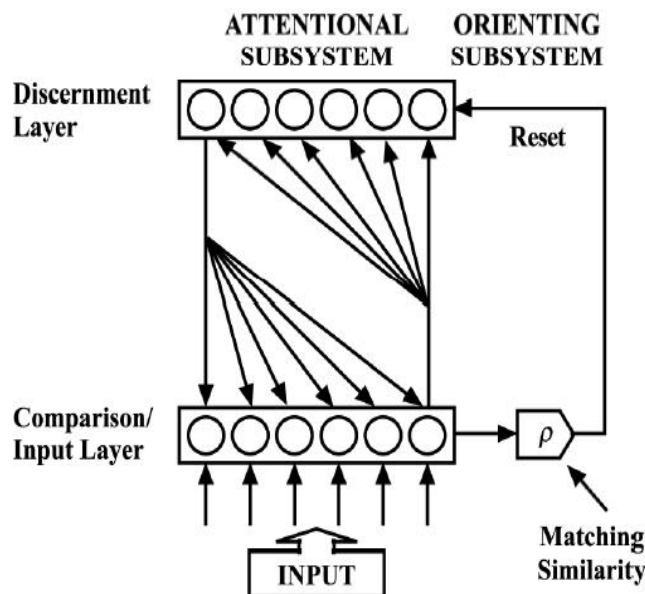 ATTENTIONAL
SUBSYSTEM
ORIENTING
SUBSYSTEM
Discernment
Layer
Reset
Comparison/
Input Layer
ρ
Matching
Similarity
INPUT